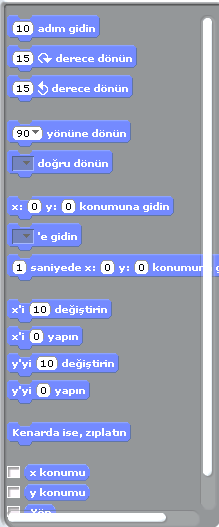 10 adım gidin
15 derece dönün
15 derece dönün
90 yönüne dönün
doğru dönün
x: 0 y: 0 konumuna gidin
'e gidin
1 saniyede x: 0 y: 0 konumun g
x'i 10 değiştirin
x'i 0 yapın
y'yi 10 değiştirin
y'yi 0 yapın
Kenarda ise, zıplatın
x konumu
y konumu
Yön